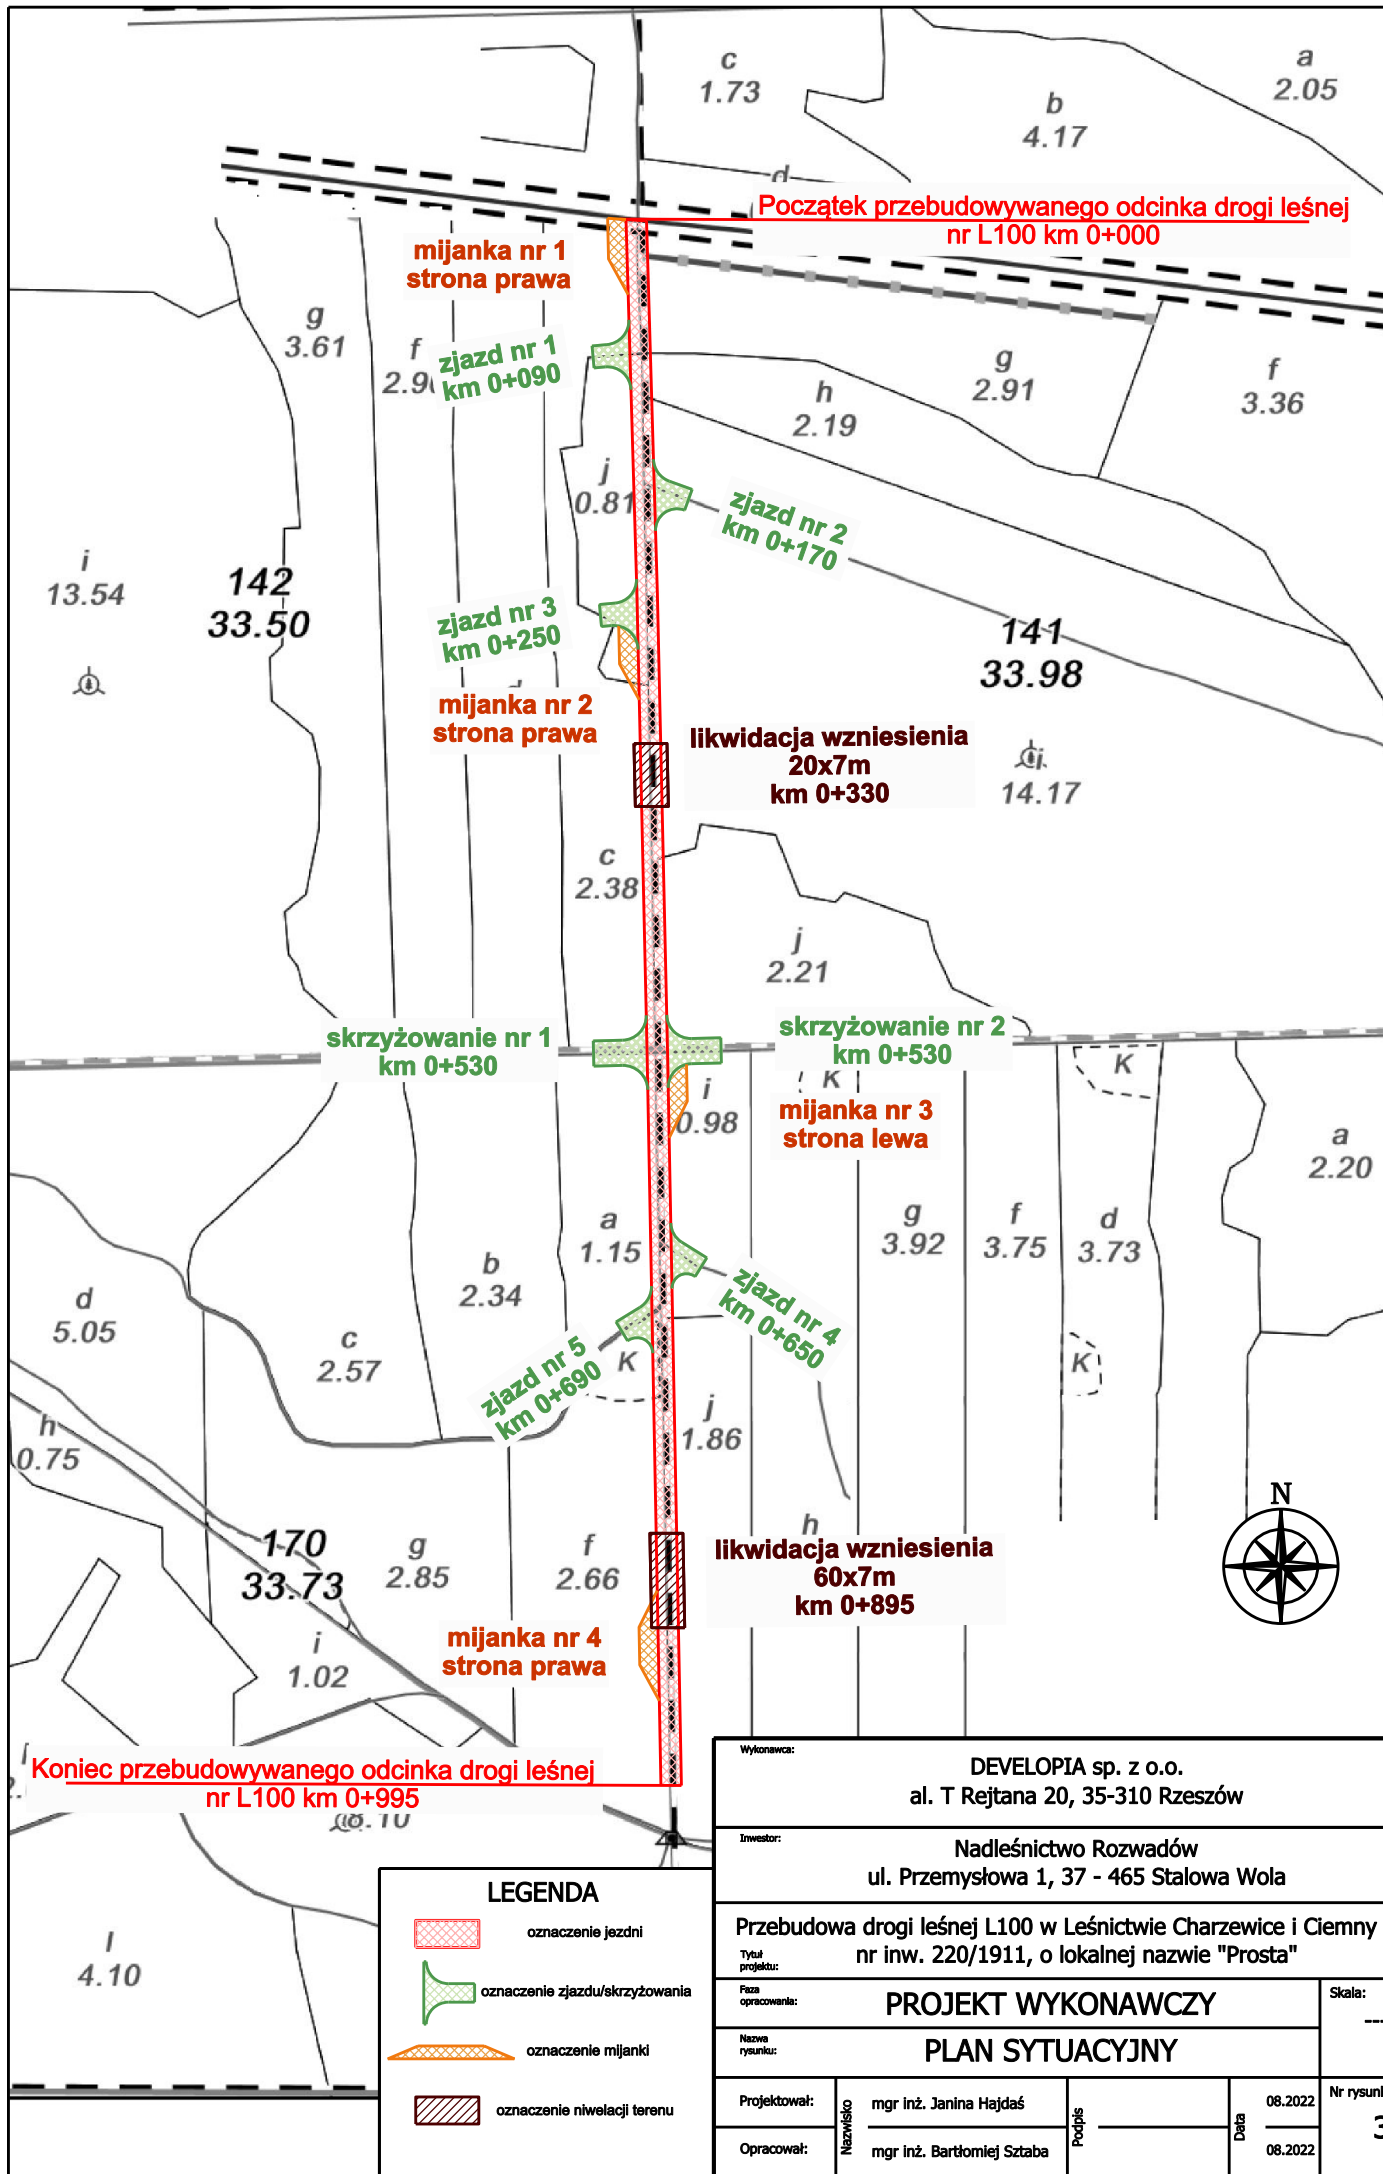 c
1.73
a
2.05
b
4.17
d
Początek przebudowywanego odcinka drogi leśnej
nr L100 km 0+000
mijanka nr 1
strona prawa
g
3.61
f
zjazd nr 1
km 0+090
h
2.19
g
2.91
f
3.36
j
0.81
zjazd nr 2
km 0+170
i
13.54
142
33.50
zjazd nr 3
km 0+250
141
33.98
mijanka nr 2
strona prawa
likwidacja wzniesienia
20x7m
km 0+330
i
14.17
c
2.38
j
2.21
skrzyżowanie nr 1
km 0+530
skrzyżowanie nr 2
km 0+530
K
K
i
0.98
mijanka nr 3
strona lewa
a
2.20
a
1.15
g
3.92
f
3.75
d
3.73
b
2.34
d
5.05
c
2.57
zjazd nr 4
km 0+650
zjazd nr 5
km 0+690
K
K
j
1.86
h
0.75
N
170
33.73
g
2.85
f
2.66
h
likwidacja wzniesienia
60x7m
km 0+895
i
1.02
mijanka nr 4
strona prawa
Koniec przebudowywanego odcinka drogi leśnej
nr L100 km 0+995
l
4.10
LEGENDA
oznaczenie jezdni
oznaczenie zjazdu/skrzyżowania
oznaczenie mijanki
oznaczenie niwelacji terenu
Wykonawca:
DEVELOPIA sp. z o.o.
al. T Rejtana 20, 35-310 Rzeszów
Inwestor:
Nadleśnictwo Rozwadów
ul. Przemysłowa 1, 37 - 465 Stalowa Wola
Tytuł
projektu:
Przebudowa drogi leśnej L100 w Leśnictwie Charzewice i Ciemny
nr inw. 220/1911, o lokalnej nazwie "Prosta"
Faza
opracowania:
PROJEKT WYKONAWCZY
Skala:
Nazwa
rysunku:
PLAN SYTUACYJNY
Projektował:
Nazwisko
mgr inż. Janina Hajdaś
Podpis
Data
08.2022
Nr
3
Opracował:
mgr inż. Bartłomiej Sztaba
08.2022